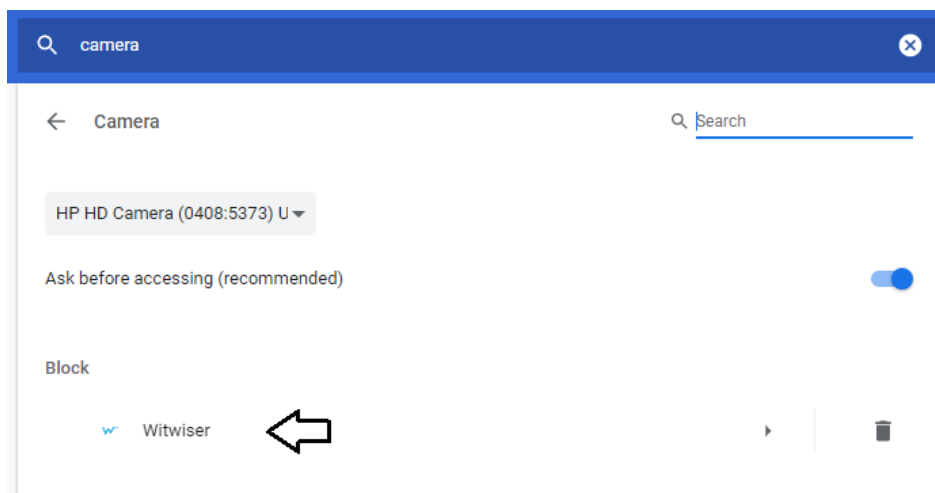 camera
Camera
Search
HP HD Camera (0408:5373) U
Ask before accessing (recommended)
Block
Witwiser